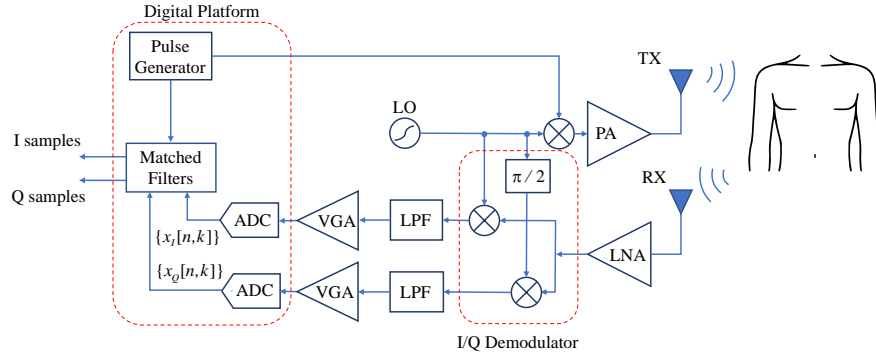 Digital Platform
Pulse
Generator
TX
LO
PA
I samples
Q samples
Matched
Filters
π / 2
RX
ADC
VGA
LPF
LNA
{x_I[n,k]}
{x_Q[n,k]}
ADC
VGA
LPF
I/Q Demodulator